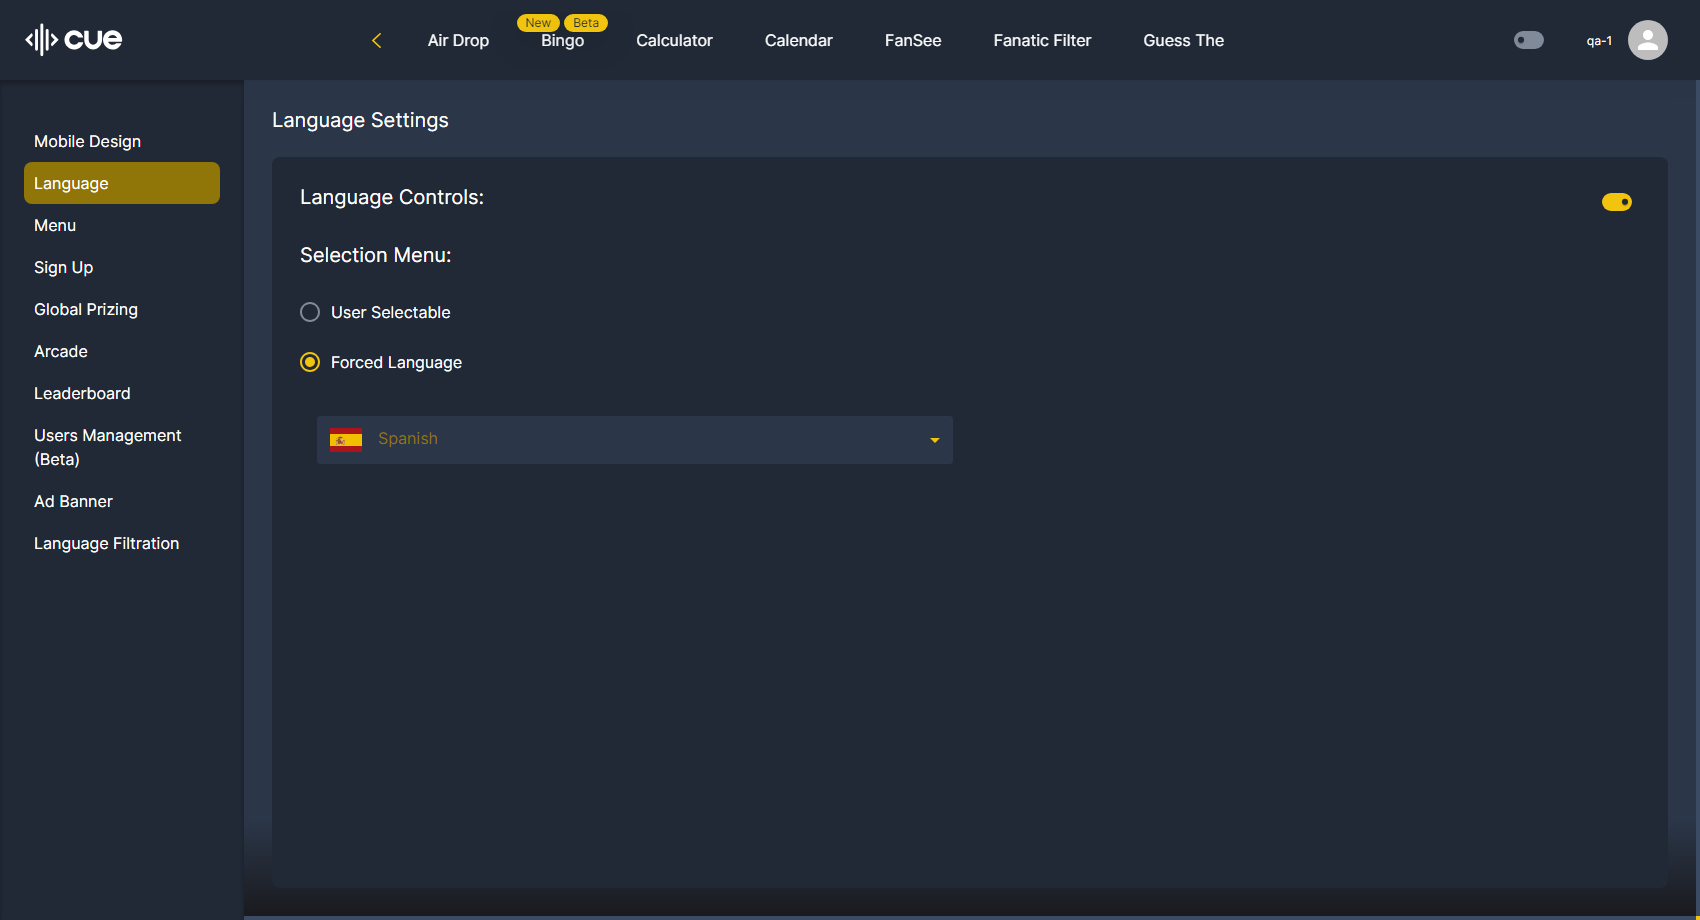 cue
New Beta
Air Drop Bingo Calculator Calendar FanSee Fanatic Filter Guess The
qa-1
Mobile Design
Language
Menu
Sign Up
Global Prizing
Arcade
Leaderboard
Users Management
(Beta)
Ad Banner
Language Filtration
Language Settings
Language Controls:
Selection Menu:
User Selectable
Forced Language
Spanish